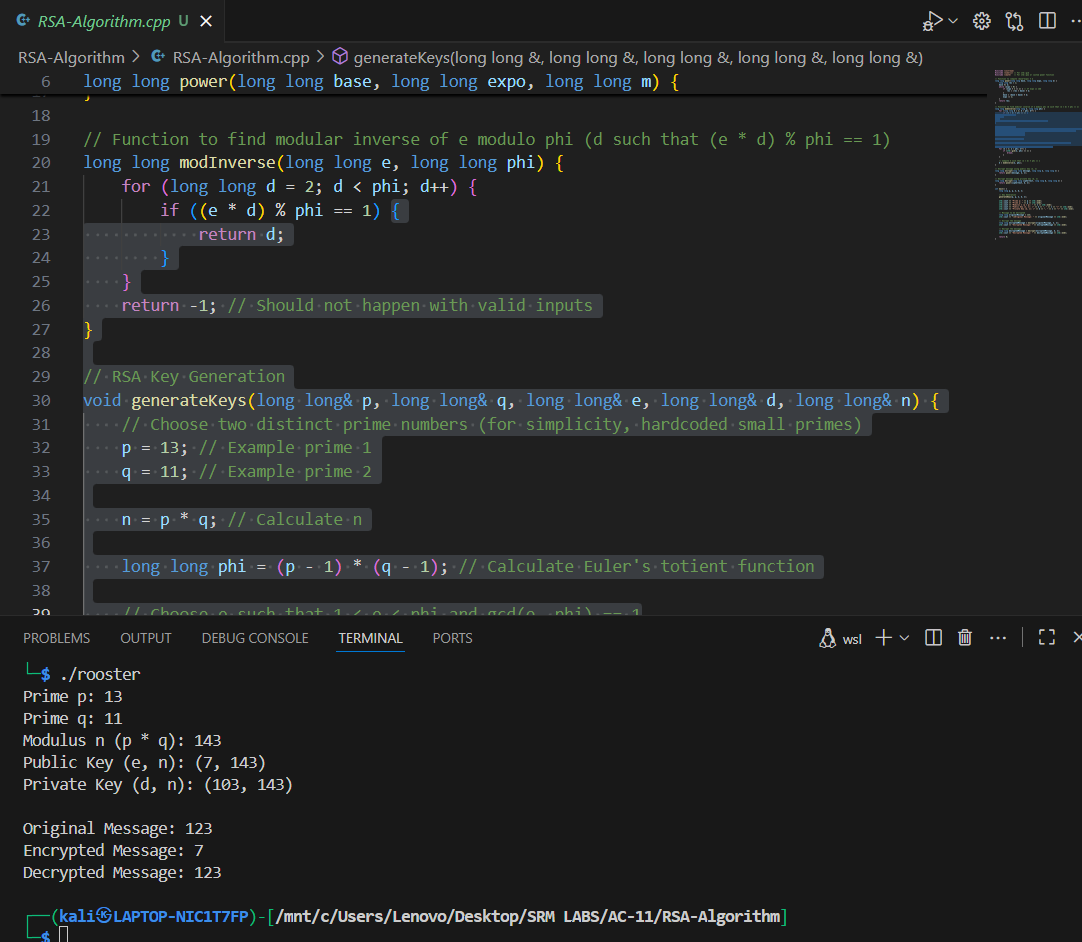 RSA-Algorithm.cpp U
RSA-Algorithm > RSA-Algorithm.cpp > generateKeys(long long &, long long &, long long &, long long &, long long &)
6 long long power(long long base, long long expo, long long m) {
18
19 // Function to find modular inverse of e modulo phi (d such that (e * d) % phi == 1)
20 long long modInverse(long long e, long long phi) {
21 for (long long d = 2; d < phi; d++) {
22 if ((e * d) % phi == 1) {
23 return d;
24 }
25 }
26 return -1; // Should not happen with valid inputs
27 }
28
29 // RSA Key Generation
30 void generateKeys(long long& p, long long& q, long long& e, long long& d, long long& n) {
31 // Choose two distinct prime numbers (for simplicity, hardcoded small primes)
32 p = 13; // Example prime 1
33 q = 11; // Example prime 2
34
35 n = p * q; // Calculate n
36
37 long long phi = (p - 1) * (q - 1); // Calculate Euler's totient function
38
39 // Choose e such that 1 < e < phi and gcd(e, phi) == 1
PROBLEMS OUTPUT DEBUG CONSOLE TERMINAL PORTS wsl
└─$ ./rooster
Prime p: 13
Prime q: 11
Modulus n (p * q): 143
Public Key (e, n): (7, 143)
Private Key (d, n): (103, 143)
Original Message: 123
Encrypted Message: 7
Decrypted Message: 123
┌──(kali㉿LAPTOP-NIC1T7FP)-[/mnt/c/Users/Lenovo/Desktop/SRM LABS/AC-11/RSA-Algorithm]
└─$